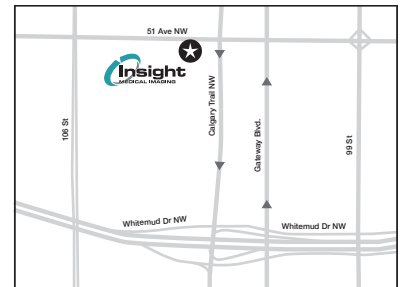 51 Ave NW
Insight
MEDICAL IMAGING
106 St
Calgary Trail NW
Gateway Blvd.
99 St
Whitemud Dr NW
Whitemud Dr NW